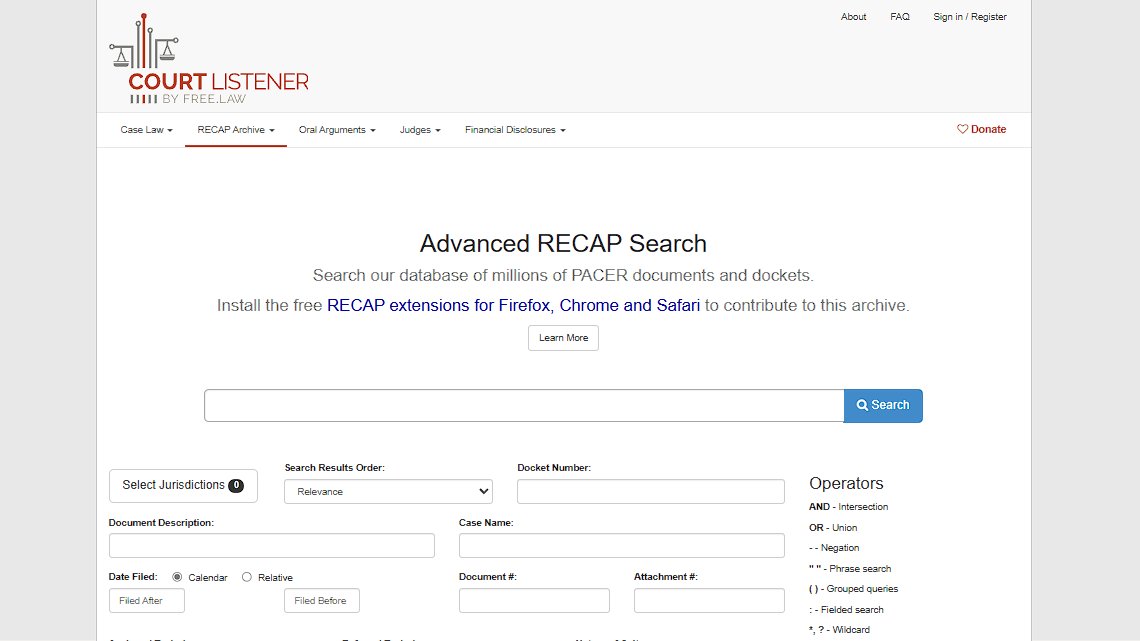 About FAQ Sign in / Register
COURT LISTENER
BY FREE.LAW
Case Law RECAP Archive Oral Arguments Judges Financial Disclosures Donate
Advanced RECAP Search
Search our database of millions of PACER documents and dockets.
Install the free RECAP extensions for Firefox, Chrome and Safari to contribute to this archive.
Learn More
Search
Select Jurisdictions 0
Search Results Order:
Relevance
Docket Number:
Document Description:
Case Name:
Date Filed: Calendar Relative
Filed After
Filed Before
Document #:
Attachment #:
Operators
AND - Intersection
OR - Union
- - Negation
" " - Phrase search
( ) - Grouped queries
: - Fielded search
*, ? - Wildcard